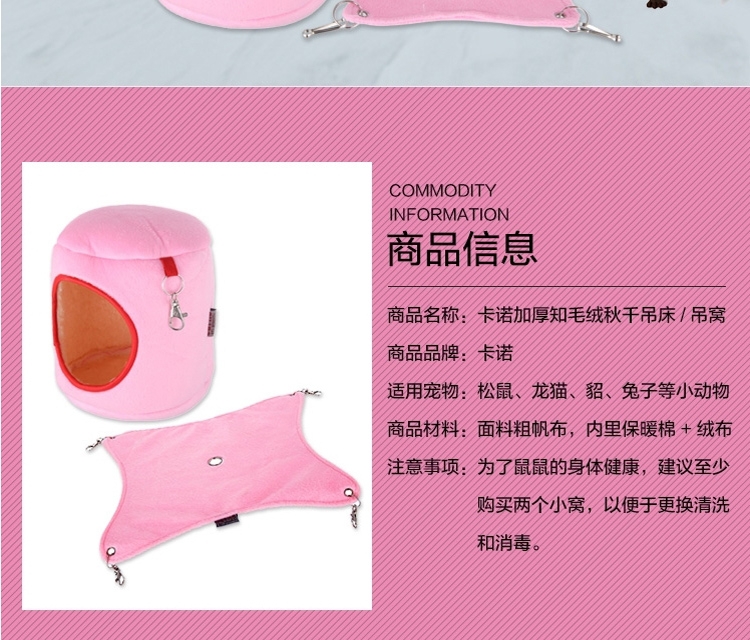 COMMODITY
INFORMATION
商品信息
商品名称：卡诺加厚知毛绒秋千吊床 / 吊窝
商品品牌：卡诺
适用宠物：松鼠、龙猫、貂、兔子等小动物
商品材料：面料粗帆布，内里保暖棉 + 绒布
注意事项：为了鼠鼠的身体健康，建议至少
购买两个小窝，以便于更换清洗
和消毒。